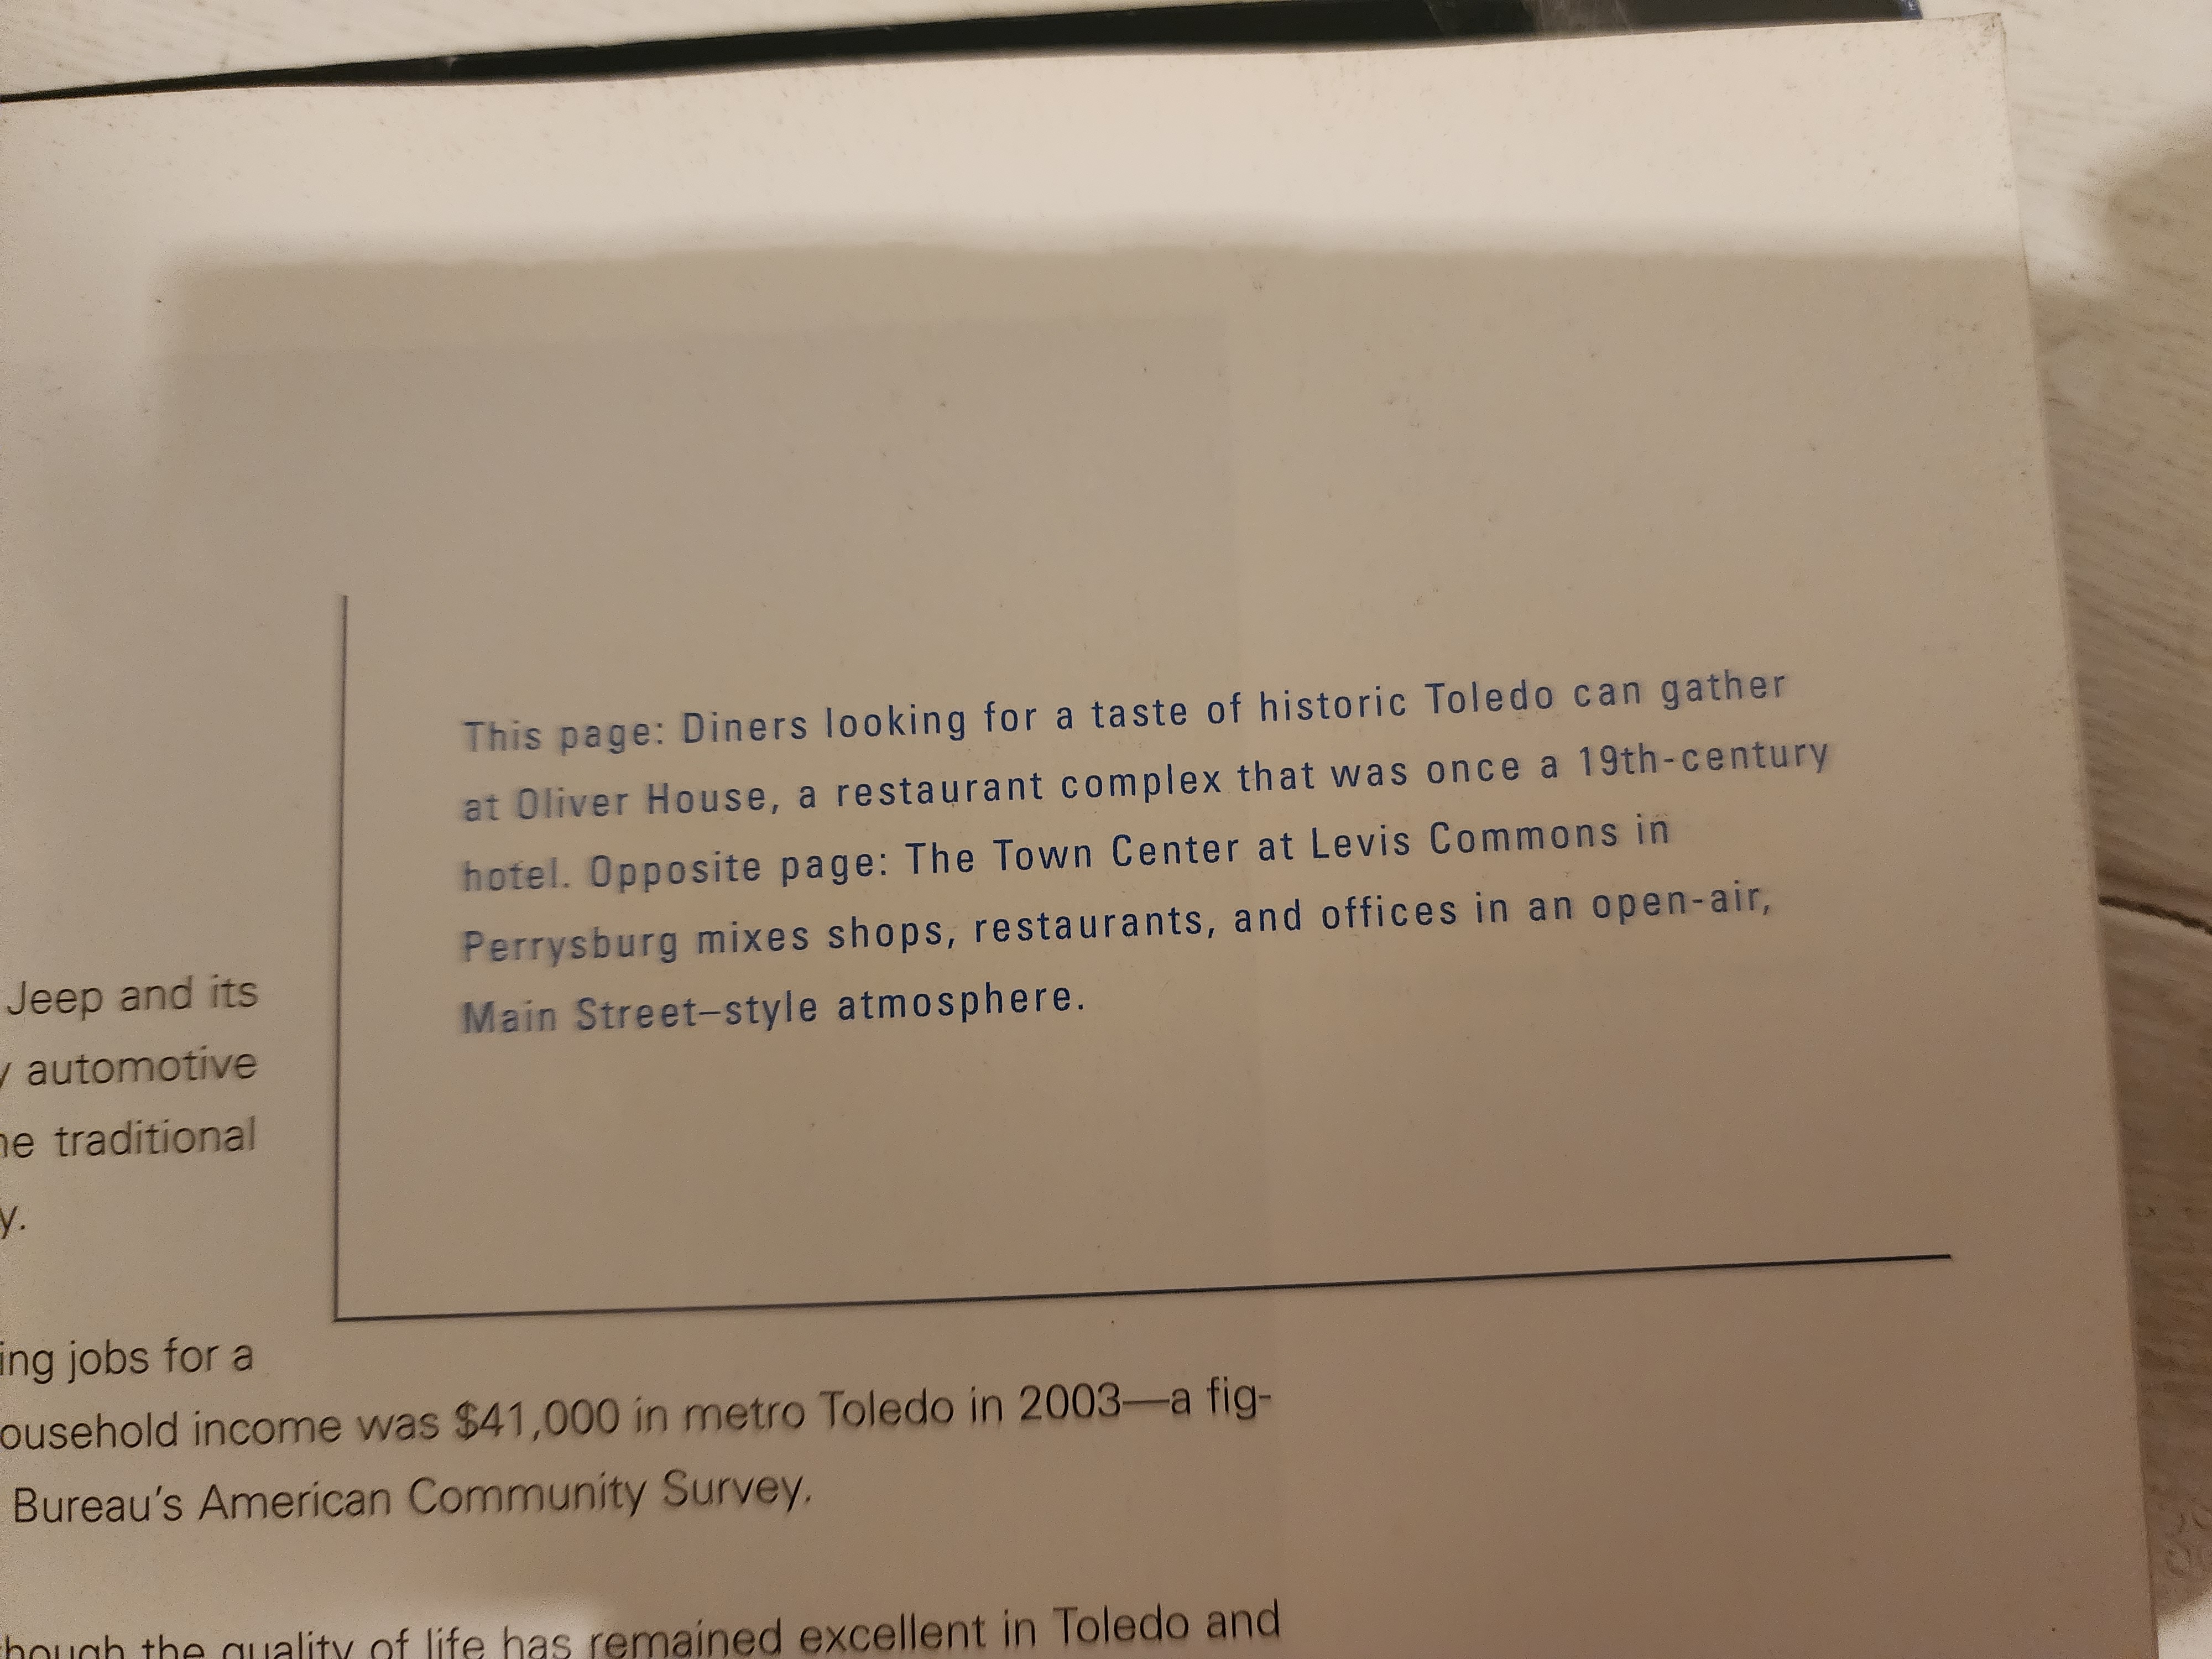 This page: Diners looking for a taste of historic Toledo can gather
at Oliver House, a restaurant complex that was once a 19th-century
hotel. Opposite page: The Town Center at Levis Commons in
Perrysburg mixes shops, restaurants, and offices in an open-air,
Main Street–style atmosphere.
Jeep and its
automotive
traditional
jobs for a
income was $41,000 in metro Toledo in 2003—a fig-
Bureau's American Community Survey.
the quality of life has remained excellent in Toledo and